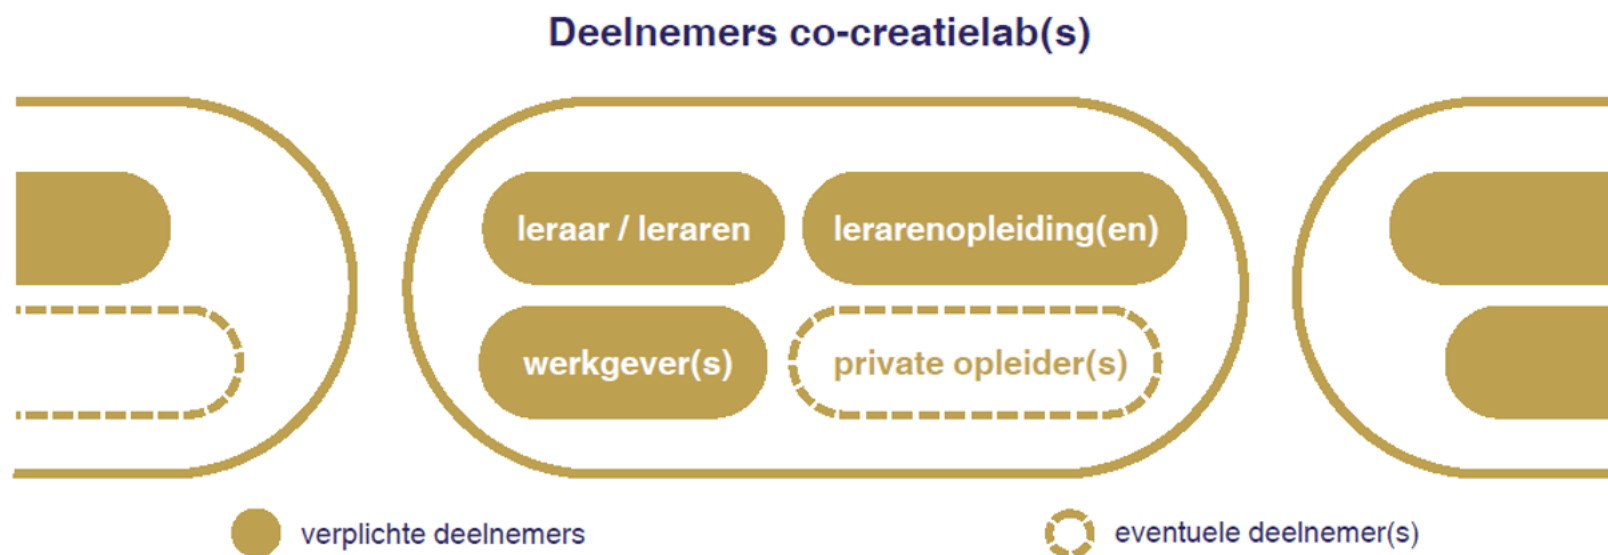 Deelnemers co-creatielab(s)
leraar / leraren
lerarenopleiding(en)
werkgever(s)
private opleider(s)
verplichte deelnemers
eventuele deelnemer(s)